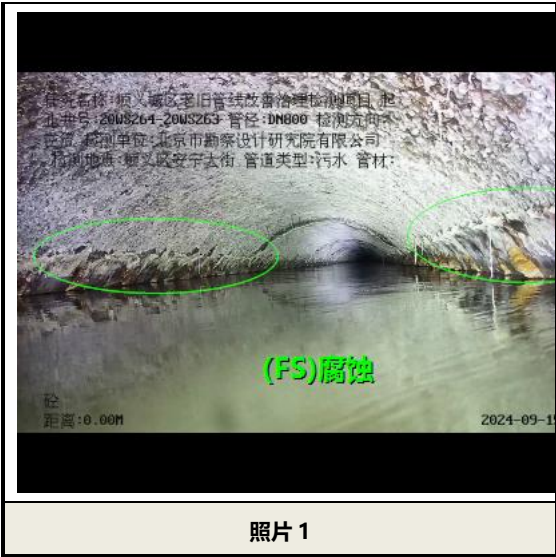 任务名称:顺义城区老旧管线改善治理检测项目 起
止井号:20WS264-20WS263 管径:DN800 检测方向:
检测单位:北京市勘察设计研究院有限公司
检测地点:顺义区安宁大街 管道类型:污水 管材:
(FS)腐蚀
砼
距离:0.00M
2024-09-1
照片 1